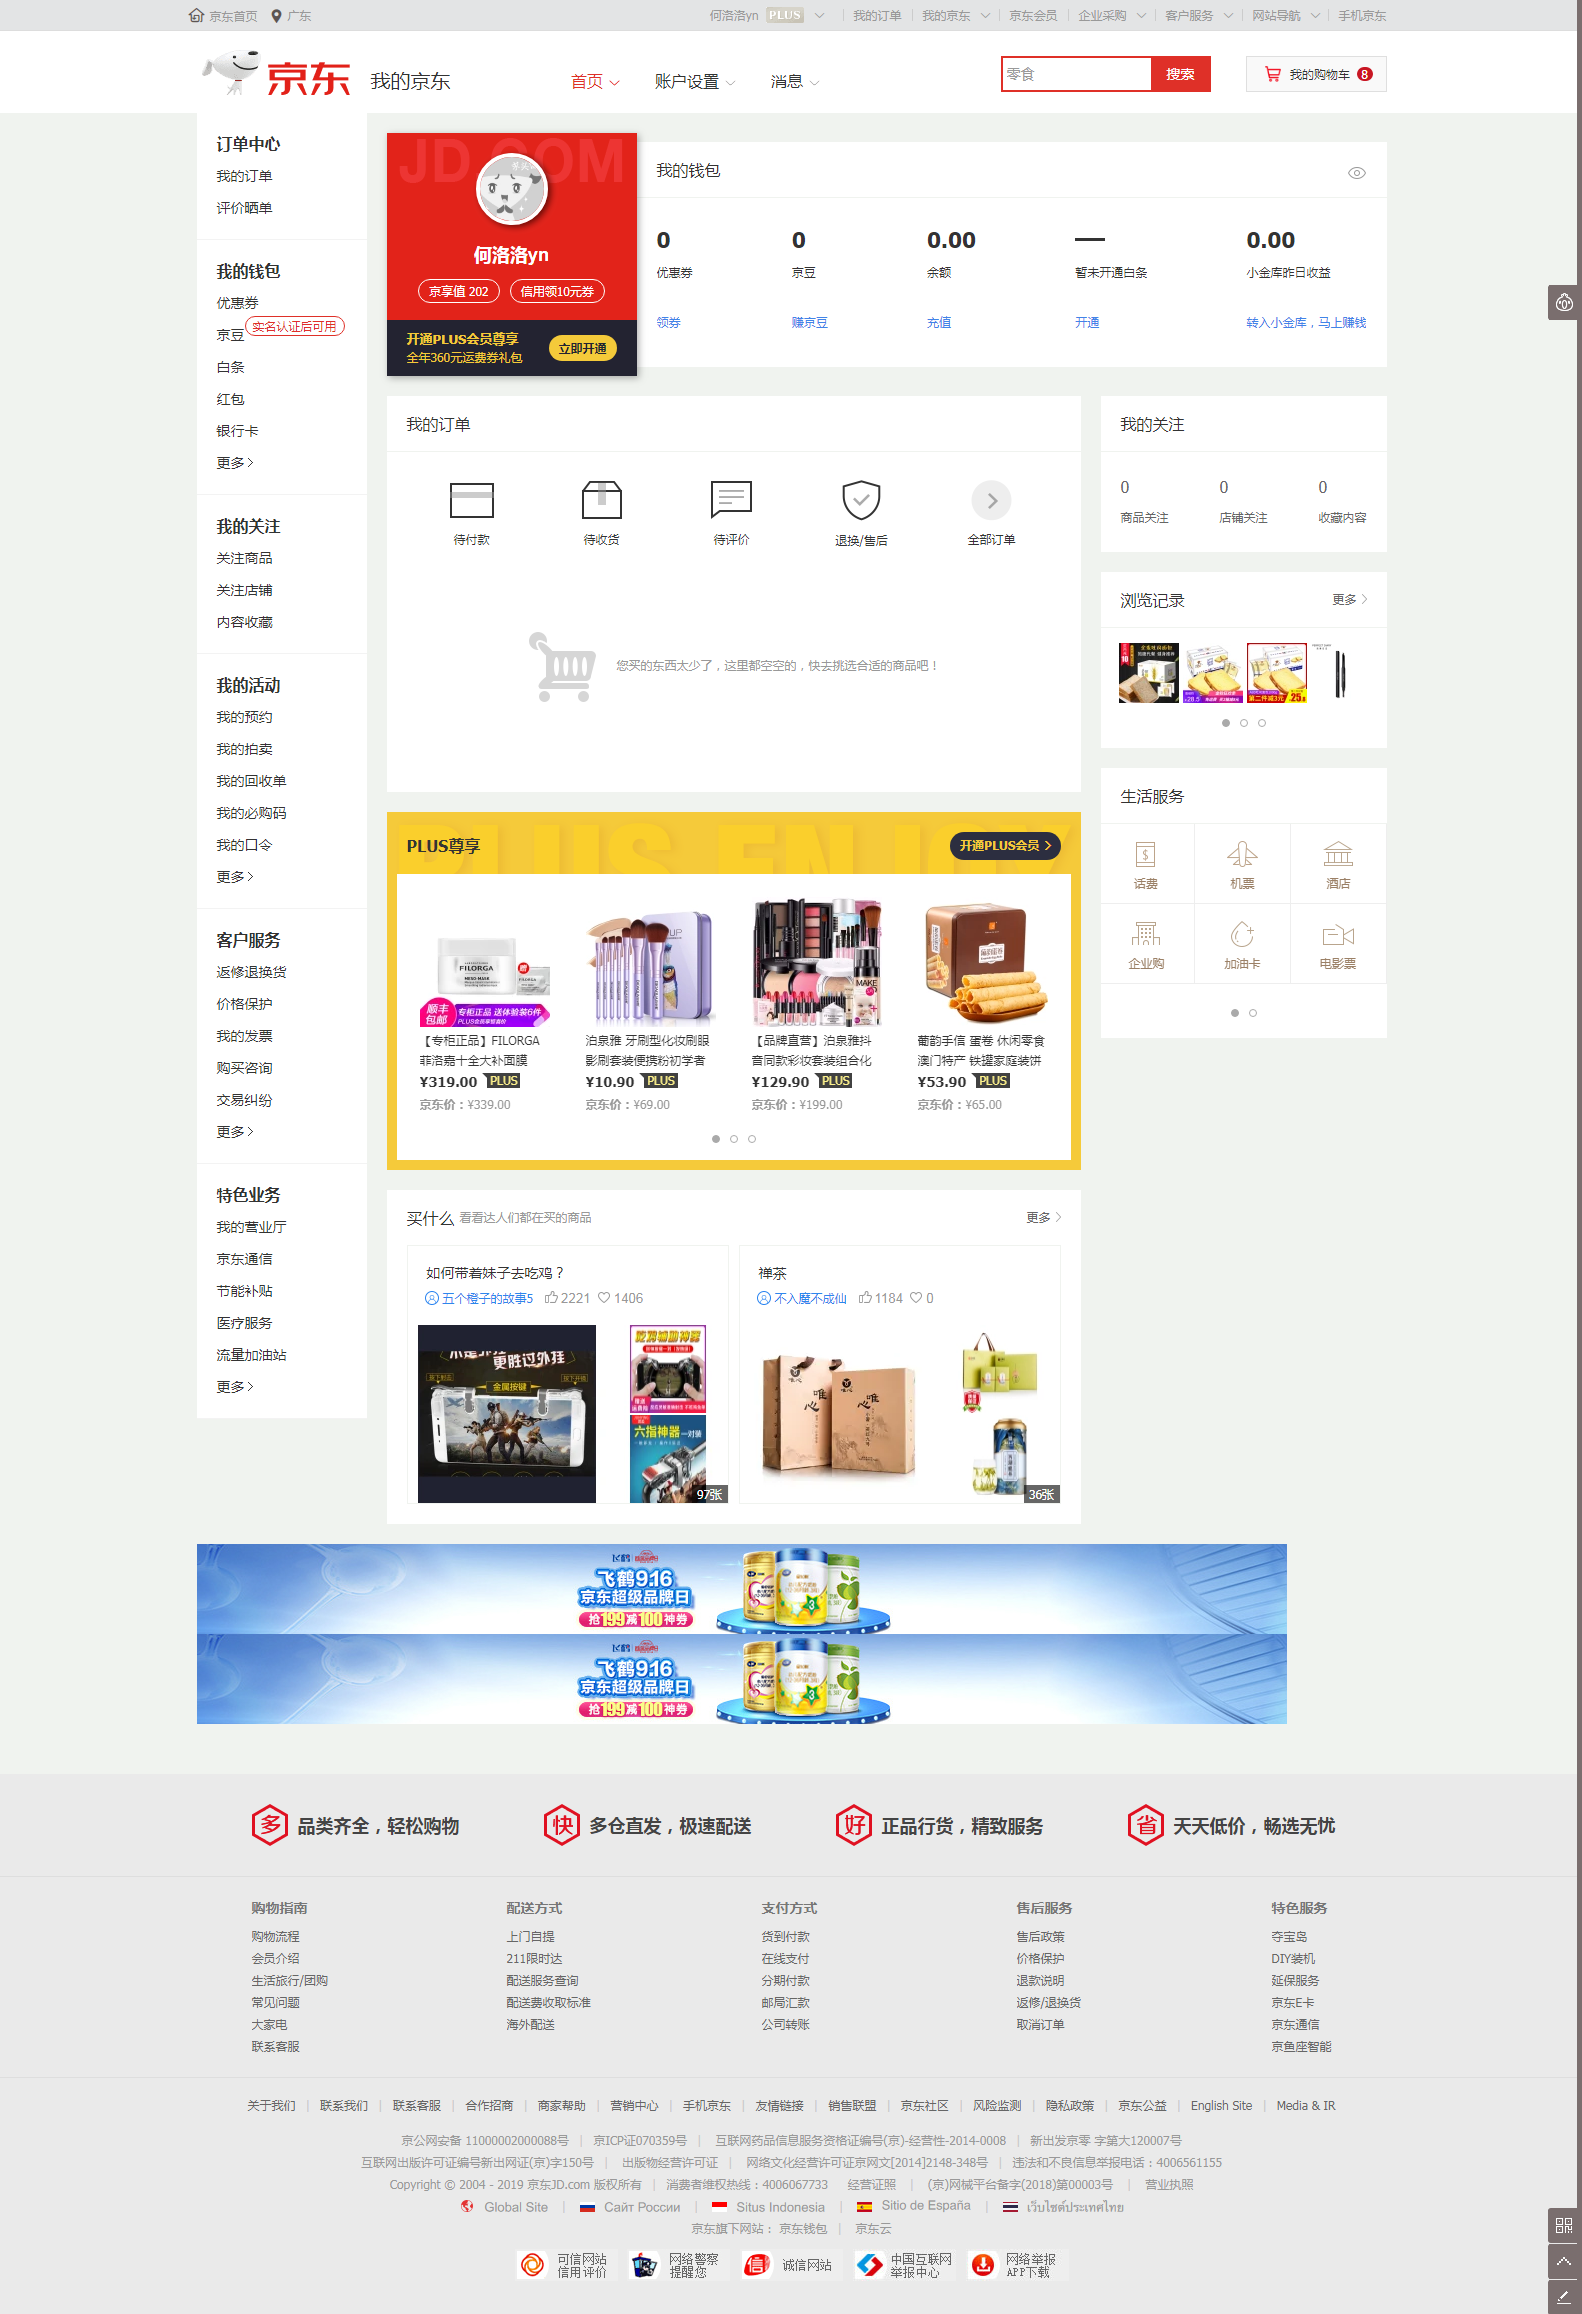 京东首页 广东
何洛洛yn PLUS 我的订单 我的京东 京东会员 企业采购 客户服务 网站导航 手机京东
京东 我的京东 首页 账户设置 消息
零食 搜索 我的购物车 8
订单中心
我的订单
评价晒单
我的钱包
优惠券
京豆 实名认证后可用
白条
红包
银行卡
更多
我的关注
关注商品
关注店铺
内容收藏
我的活动
我的预约
我的拍卖
我的回收单
我的必购码
我的口令
更多
客户服务
返修退换货
价格保护
我的发票
购买咨询
交易纠纷
更多
特色业务
我的营业厅
京东通信
节能补贴
医疗服务
流量加油站
更多
JD.COM
何洛洛yn
京享值 202 信用领10元券
开通PLUS会员尊享
全年360元运费券礼包
立即开通
我的钱包
0 0 0.00 — 0.00
优惠券 京豆 余额 暂未开通白条 小金库昨日收益
领券 赚京豆 充值 开通 转入小金库，马上赚钱
我的订单
待付款 待收货 待评价 退换/售后 全部订单
您买的东西太少了，这里都空空的，快去挑选合适的商品吧！
我的关注
0 0 0
商品关注 店铺关注 收藏内容
浏览记录 更多
第二件减3元 25.8
生活服务
话费 机票 酒店
企业购 加油卡 电影票
PLUS ENJOY
PLUS尊享 开通PLUS会员
FILORGA
顺丰包邮 专柜正品 送体验装6件
MAKE
【专柜正品】FILORGA
菲洛嘉十全大补面膜
¥319.00 PLUS
京东价：¥339.00
泊泉雅 牙刷型化妆刷眼
影刷套装便携粉初学者
¥10.90 PLUS
京东价：¥69.00
【品牌直营】泊泉雅抖
音同款彩妆套装组合化
¥129.90 PLUS
京东价：¥199.00
葡韵手信 蛋卷 休闲零食
澳门特产 铁罐家庭装饼
¥53.90 PLUS
京东价：¥65.00
买什么 看看达人们都在买的商品 更多
如何带着妹子去吃鸡？
五个橙子的故事5 2221 1406
更胜过外挂
金属按键
吃鸡辅助神器
六指神器 一对装
97张
禅茶
不入魔不成仙 1184 0
唯心
唯心
36张
飞鹤
飞鹤9.16
京东超级品牌日
抢199减100神券
飞鹤
飞鹤9.16
京东超级品牌日
抢199减100神券
多 品类齐全，轻松购物
快 多仓直发，极速配送
好 正品行货，精致服务
省 天天低价，畅选无忧
购物指南
购物流程
会员介绍
生活旅行/团购
常见问题
大家电
联系客服
配送方式
上门自提
211限时达
配送服务查询
配送费收取标准
海外配送
支付方式
货到付款
在线支付
分期付款
邮局汇款
公司转账
售后服务
售后政策
价格保护
退款说明
返修/退换货
取消订单
特色服务
夺宝岛
DIY装机
延保服务
京东E卡
京东通信
京鱼座智能
关于我们 | 联系我们 | 联系客服 | 合作招商 | 商家帮助 | 营销中心 | 手机京东 | 友情链接 | 销售联盟 | 京东社区 | 风险监测 | 隐私政策 | 京东公益 | English Site | Media & IR
京公网安备 11000002000088号 | 京ICP证070359号 | 互联网药品信息服务资格证编号(京)-经营性-2014-0008 | 新出发京零 字第大120007号
互联网出版许可证编号新出网证(京)字150号 | 出版物经营许可证 | 网络文化经营许可证京网文[2014]2148-348号 | 违法和不良信息举报电话：4006561155
Copyright © 2004 - 2019 京东JD.com 版权所有 | 消费者维权热线：4006067733 经营证照 | (京)网械平台备字(2018)第00003号 | 营业执照
Global Site | Сайт России | Situs Indonesia | Sitio de España | เว็บไซต์ประเทศไทย
京东旗下网站： 京东钱包 | 京东云
可信网站 信用评价
网络警察 提醒您
诚信网站
中国互联网 举报中心
网络举报 APP下载